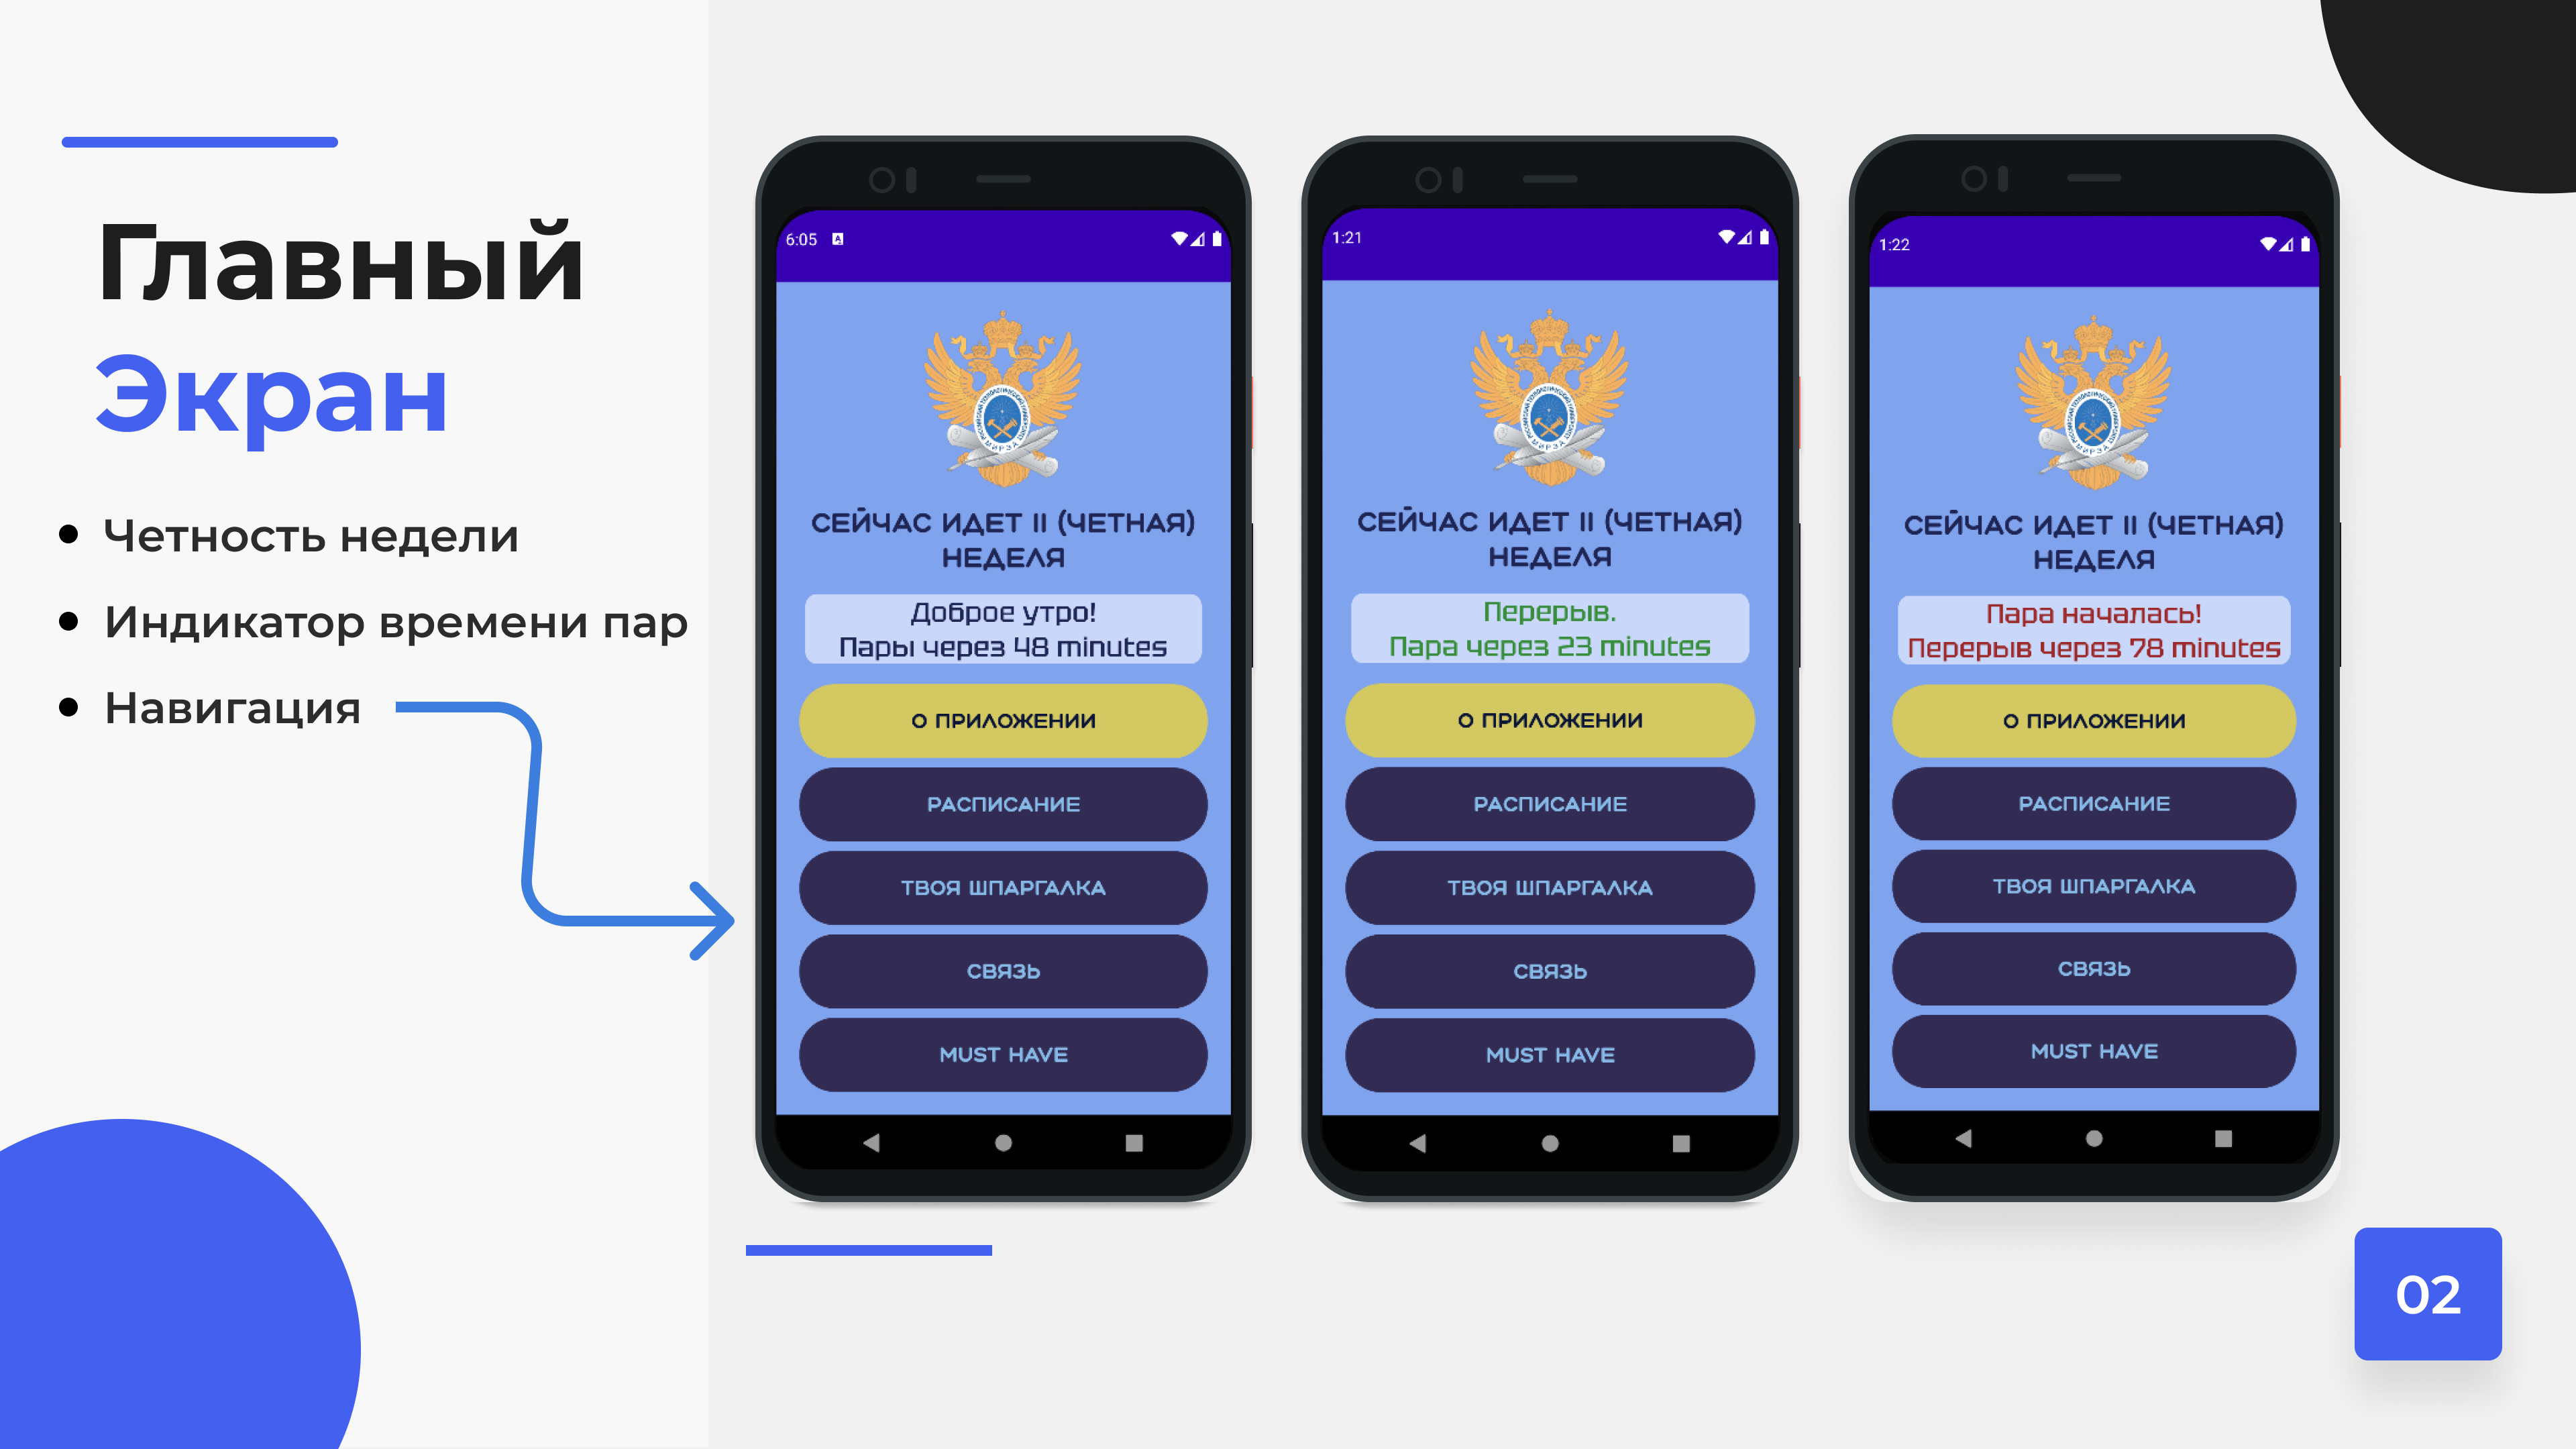 Главный
Экран
Четность недели
Индикатор времени пар
Навигация
6:05
СЕЙЧАС ИДЕТ II (ЧЕТНАЯ)
НЕДЕЛЯ
Доброе утро!
Пары через 48 minutes
О ПРИЛОЖЕНИИ
РАСПИСАНИЕ
ТВОЯ ШПАРГАЛКА
СВЯЗЬ
MUST HAVE
1:21
СЕЙЧАС ИДЕТ II (ЧЕТНАЯ)
НЕДЕЛЯ
Перерыв.
Пара через 23 minutes
О ПРИЛОЖЕНИИ
РАСПИСАНИЕ
ТВОЯ ШПАРГАЛКА
СВЯЗЬ
MUST HAVE
1:22
СЕЙЧАС ИДЕТ II (ЧЕТНАЯ)
НЕДЕЛЯ
Пара началась!
Перерыв через 78 minutes
О ПРИЛОЖЕНИИ
РАСПИСАНИЕ
ТВОЯ ШПАРГАЛКА
СВЯЗЬ
MUST HAVE
02